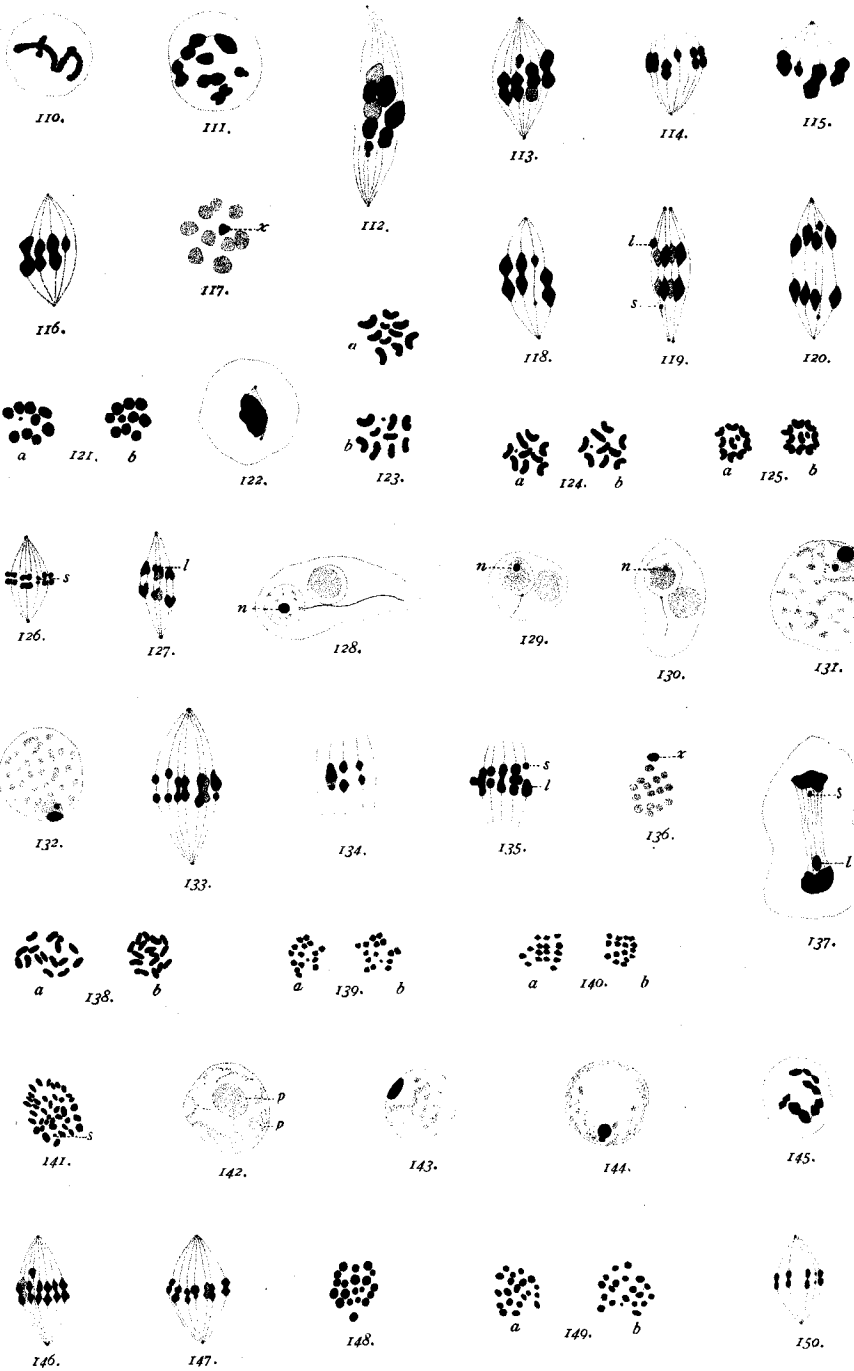 110.
111.
112.
113.
114.
115.
116.
x
117.
118.
l
s
119.
120.
a
b
121.
122.
a
b
123.
a
b
124.
a
b
125.
s
126.
l
127.
n
128.
n
129.
n
130.
131.
132.
133.
134.
s
l
135.
x
136.
s
l
137.
a
b
138.
a
b
139.
a
b
140.
s
141.
p
p
142.
143.
144.
145.
146.
147.
148.
a
b
149.
150.